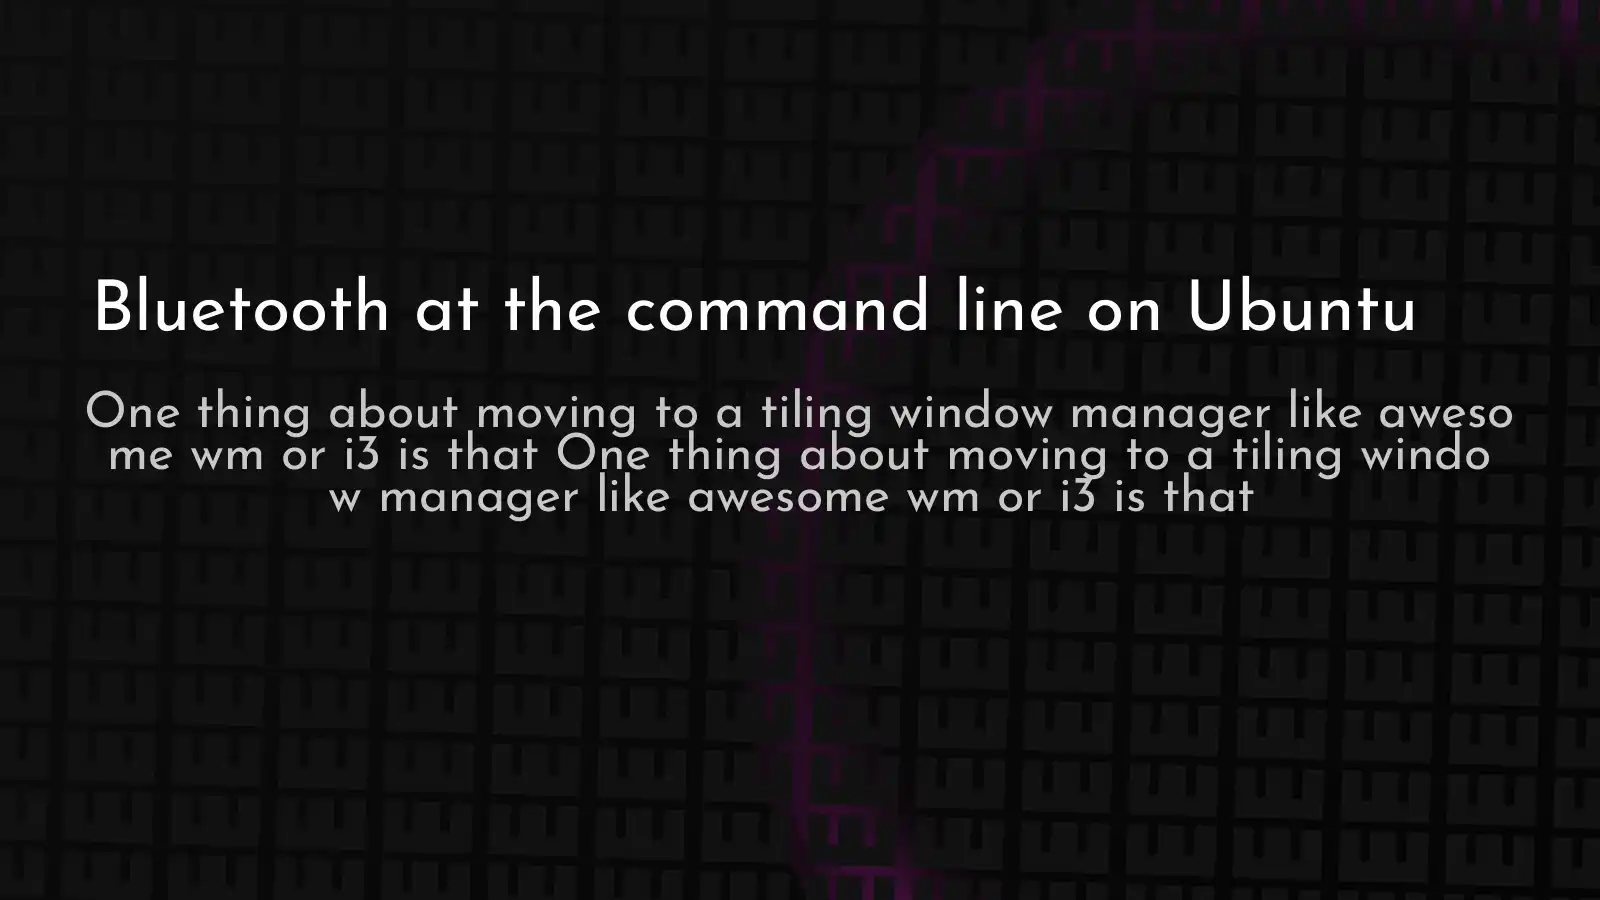 Bluetooth at the command line on Ubuntu
One thing about moving to a tiling window manager like aweso
me wm or i3 is that One thing about moving to a tiling windo
w manager like awesome wm or i3 is that